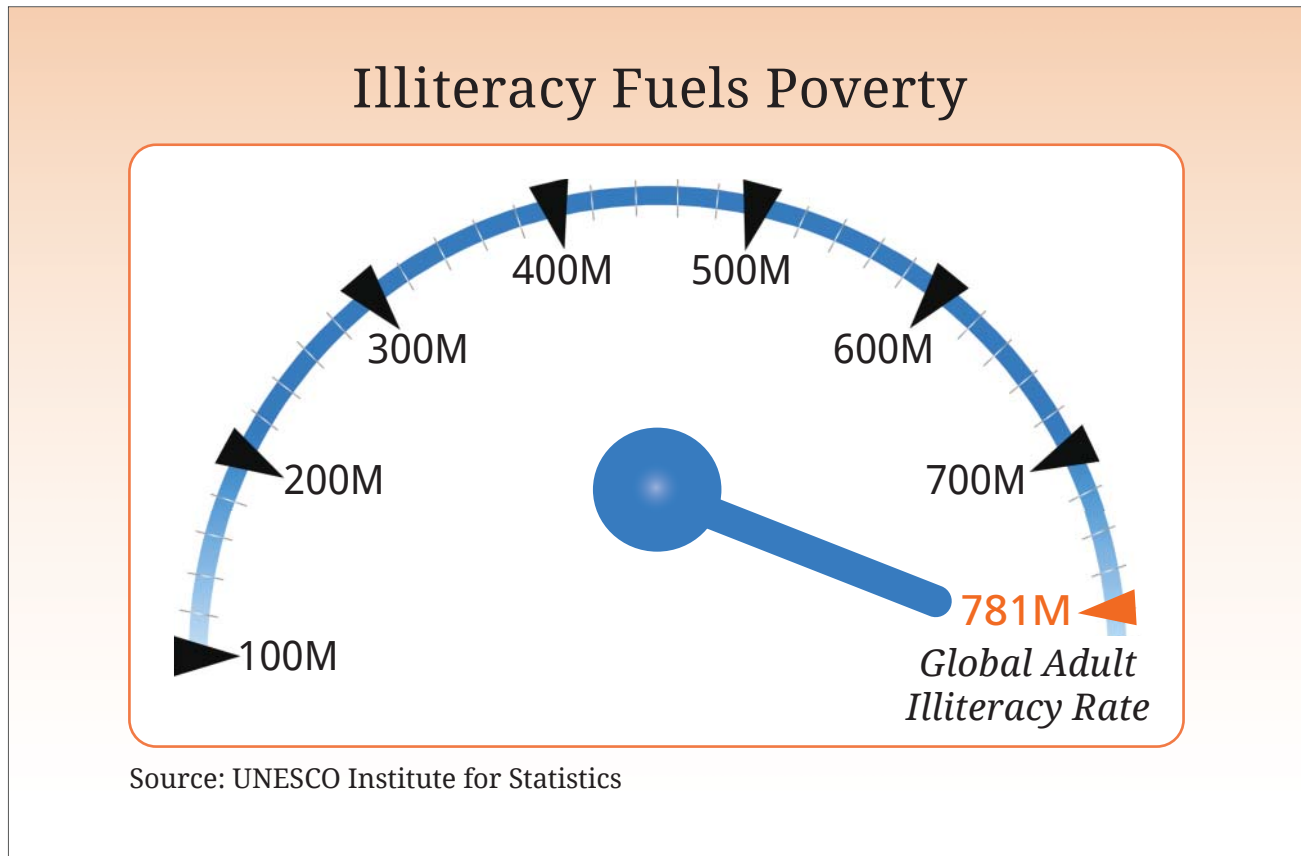 Illiteracy Fuels Poverty
400M
500M
300M
600M
200M
700M
781M
100M
Global Adult
Illiteracy Rate
Source: UNESCO Institute for Statistics